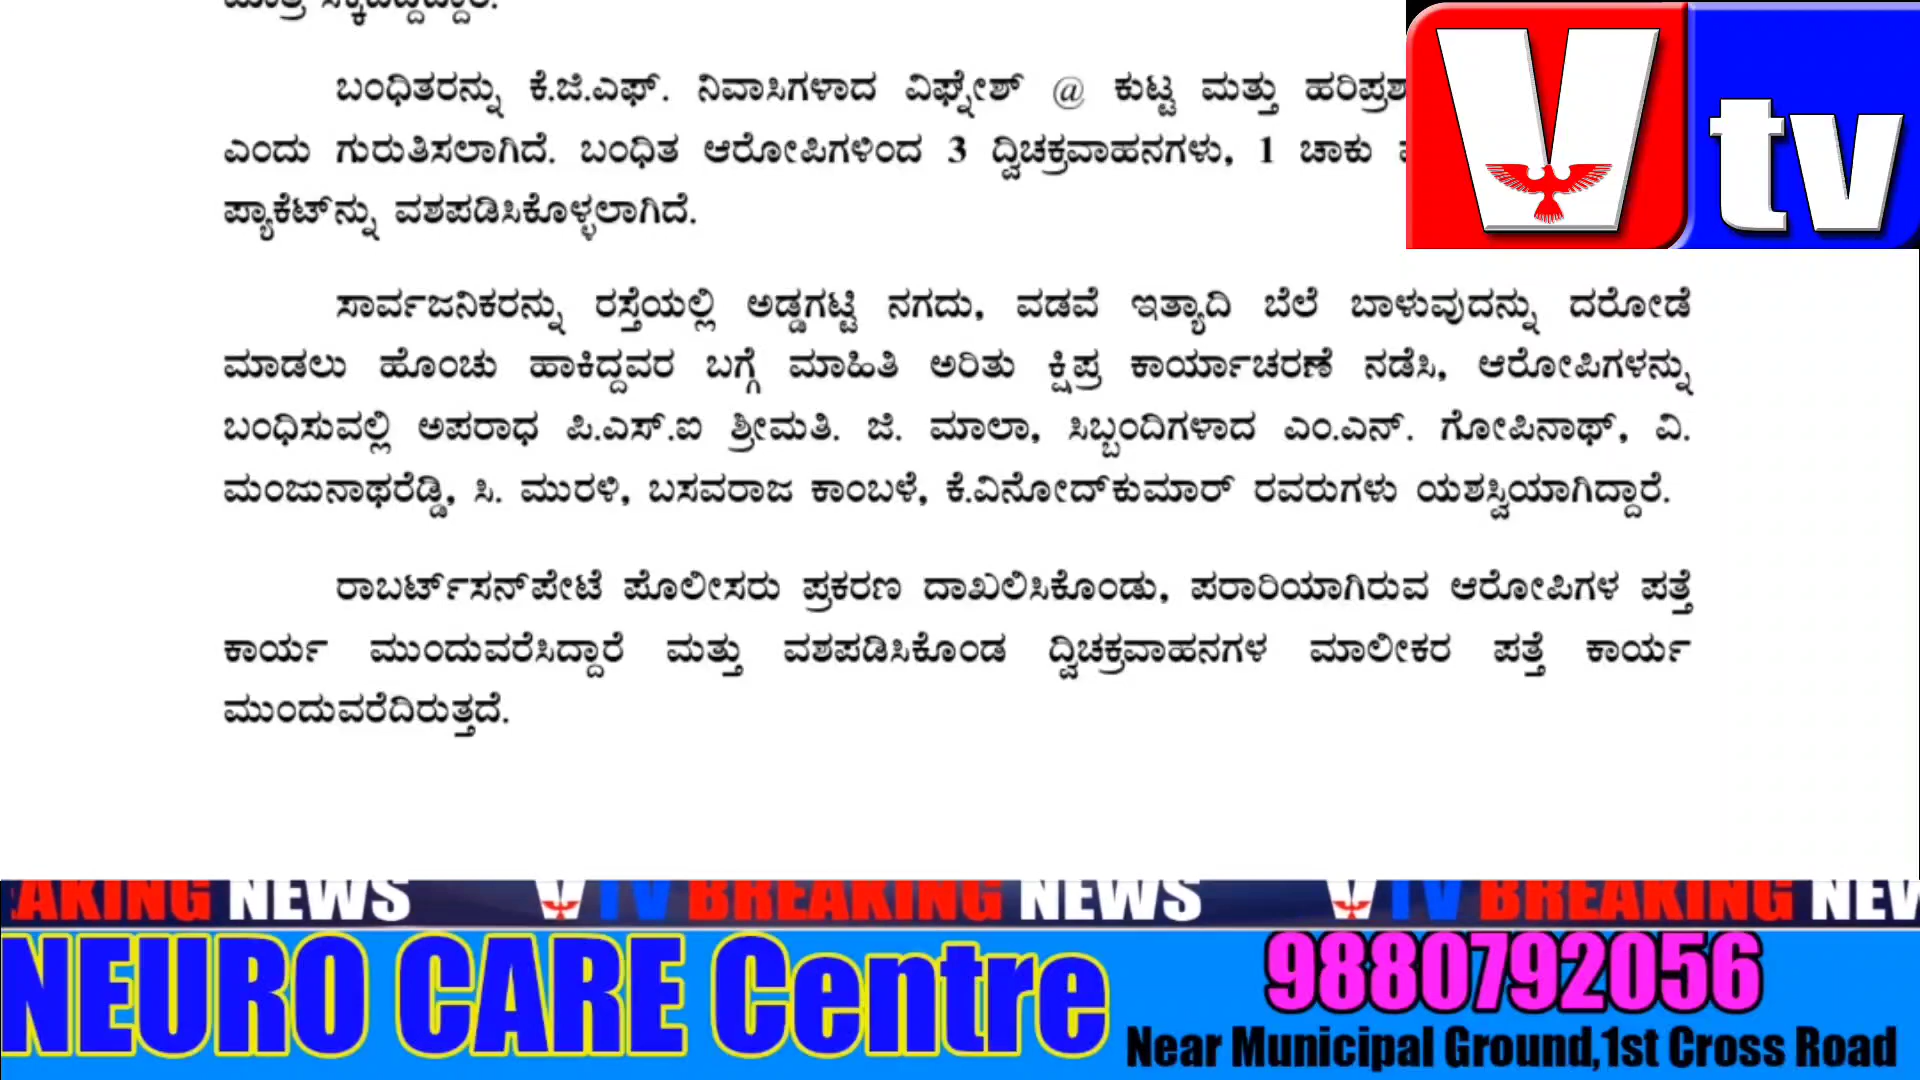 ಬಂಧಿತರನ್ನು ಕೆ.ಜಿ.ಎಫ್. ನಿವಾಸಿಗಳಾದ ವಿಘ್ನೇಶ್ @ ಕುಟ್ಟ ಮತ್ತು
ಎಂದು ಗುರುತಿಸಲಾಗಿದೆ. ಬಂಧಿತ ಆರೋಪಿಗಳಿಂದ 3 ದ್ವಿಚಕ್ರವಾಹನಗಳು, 1 ಚಾಕು
ಪ್ಯಾಕೆಟ್‌ನ್ನು ವಶಪಡಿಸಿಕೊಳ್ಳಲಾಗಿದೆ.
V tv
ಸಾರ್ವಜನಿಕರನ್ನು ರಸ್ತೆಯಲ್ಲಿ ಅಡ್ಡಗಟ್ಟಿ ನಗದು, ವಡವೆ ಇತ್ಯಾದಿ ಬೆಲೆ ಬಾಳುವುದನ್ನು ದರೋಡೆ
ಮಾಡಲು ಹೊಂಚು ಹಾಕಿದ್ದವರ ಬಗ್ಗೆ ಮಾಹಿತಿ ಅರಿತು ಕ್ಷಿಪ್ರ ಕಾರ್ಯಾಚರಣೆ ನಡೆಸಿ, ಆರೋಪಿಗಳನ್ನು
ಬಂಧಿಸುವಲ್ಲಿ ಅಪರಾಧ ಪಿ.ಎಸ್.ಐ ಶ್ರೀಮತಿ. ಜಿ. ಮಾಲಾ, ಸಿಬ್ಬಂದಿಗಳಾದ ಎಂ.ಎನ್. ಗೋಪಿನಾಥ್, ವಿ.
ಮಂಜುನಾಥರೆಡ್ಡಿ, ಸಿ. ಮುರಳಿ, ಬಸವರಾಜ ಕಾಂಬಳೆ, ಕೆ.ವಿನೋದ್‌ಕುಮಾರ್ ರವರುಗಳು ಯಶಸ್ವಿಯಾಗಿದ್ದಾರೆ.
ರಾಬರ್ಟ್‌ಸನ್‌ಪೇಟೆ ಪೊಲೀಸರು ಪ್ರಕರಣ ದಾಖಲಿಸಿಕೊಂಡು, ಪರಾರಿಯಾಗಿರುವ ಆರೋಪಿಗಳ ಪತ್ತೆ
ಕಾರ್ಯ ಮುಂದುವರೆಸಿದ್ದಾರೆ ಮತ್ತು ವಶಪಡಿಸಿಕೊಂಡ ದ್ವಿಚಕ್ರವಾಹನಗಳ ಮಾಲೀಕರ ಪತ್ತೆ ಕಾರ್ಯ
ಮುಂದುವರೆದಿರುತ್ತದೆ.
AKING NEWS VTV BREAKING NEWS VTV BREAKING NEW
NEURO CARE Centre
9880792056
Near Municipal Ground,1st Cross Road